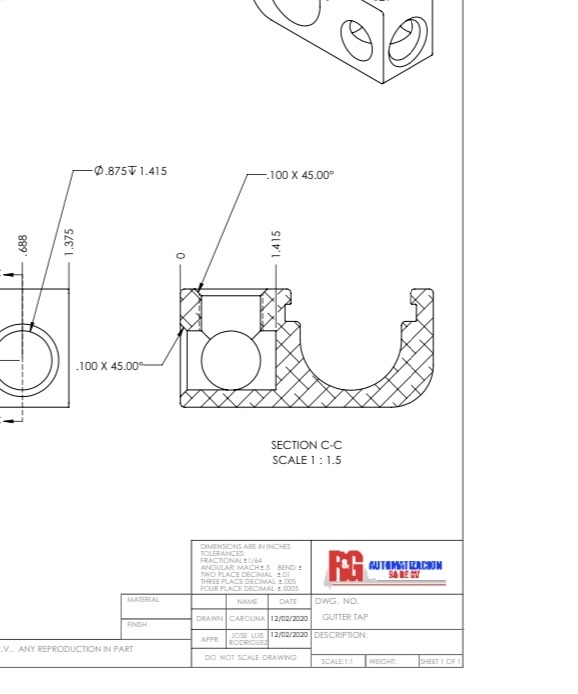 Ø.875↧1.415
.100 X 45.00°
.688
1.375
0
1.415
.100 X 45.00°
SECTION C-C
SCALE 1 : 1.5
DIMENSIONS ARE IN INCHES
TOLERANCES:
FRACTIONAL±1/64
ANGULAR: MACH±.5 BEND ±
TWO PLACE DECIMAL ±.01
THREE PLACE DECIMAL ±.005
FOUR PLACE DECIMAL ±.0005
R&G AUTOMATIZACION
SA DE CV
MATERIAL
FINISH
NAME DATE
DRAWN CAROLINA 12/02/2020
APPR. JOSE LUIS RODRIGUEZ 12/02/2020
DO NOT SCALE DRAWING
DWG. NO.
GUTTER TAP
DESCRIPTION:
SCALE:1:1 WEIGHT: SHEET 1 OF 1
.V.. ANY REPRODUCTION IN PART